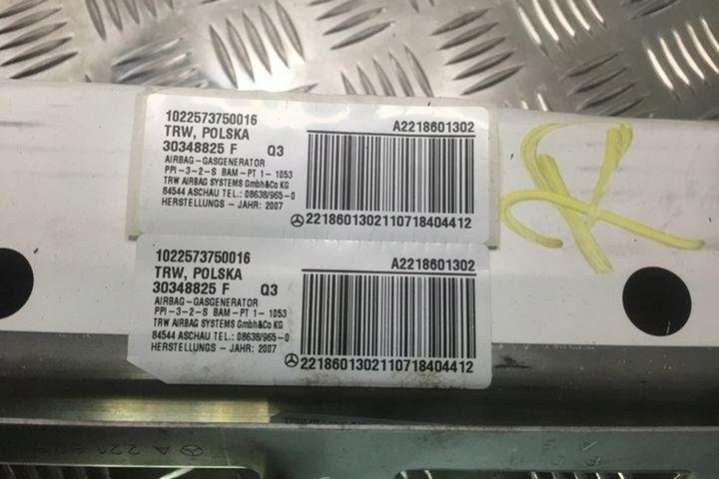 1022573750016
TRW, POLSKA
30348825 F Q3
AIRBAG-GASGENERATOR
PPI-3-2-S BAM-PT 1-1053
TRW AIRBAG SYSTEMS Gmbh&Co KG
84544 ASCHAU TEL.: 08638/965-0
HERSTELLUNGS - JAHR: 2007
A2218601302
2218601302110718404412
1022573750016
TRW, POLSKA
30348825 F Q3
AIRBAG-GASGENERATOR
PPI-3-2-S BAM-PT 1-1053
TRW AIRBAG SYSTEMS Gmbh&Co KG
84544 ASCHAU TEL.: 08638/965-0
HERSTELLUNGS - JAHR: 2007
A2218601302
2218601302110718404412
A 221